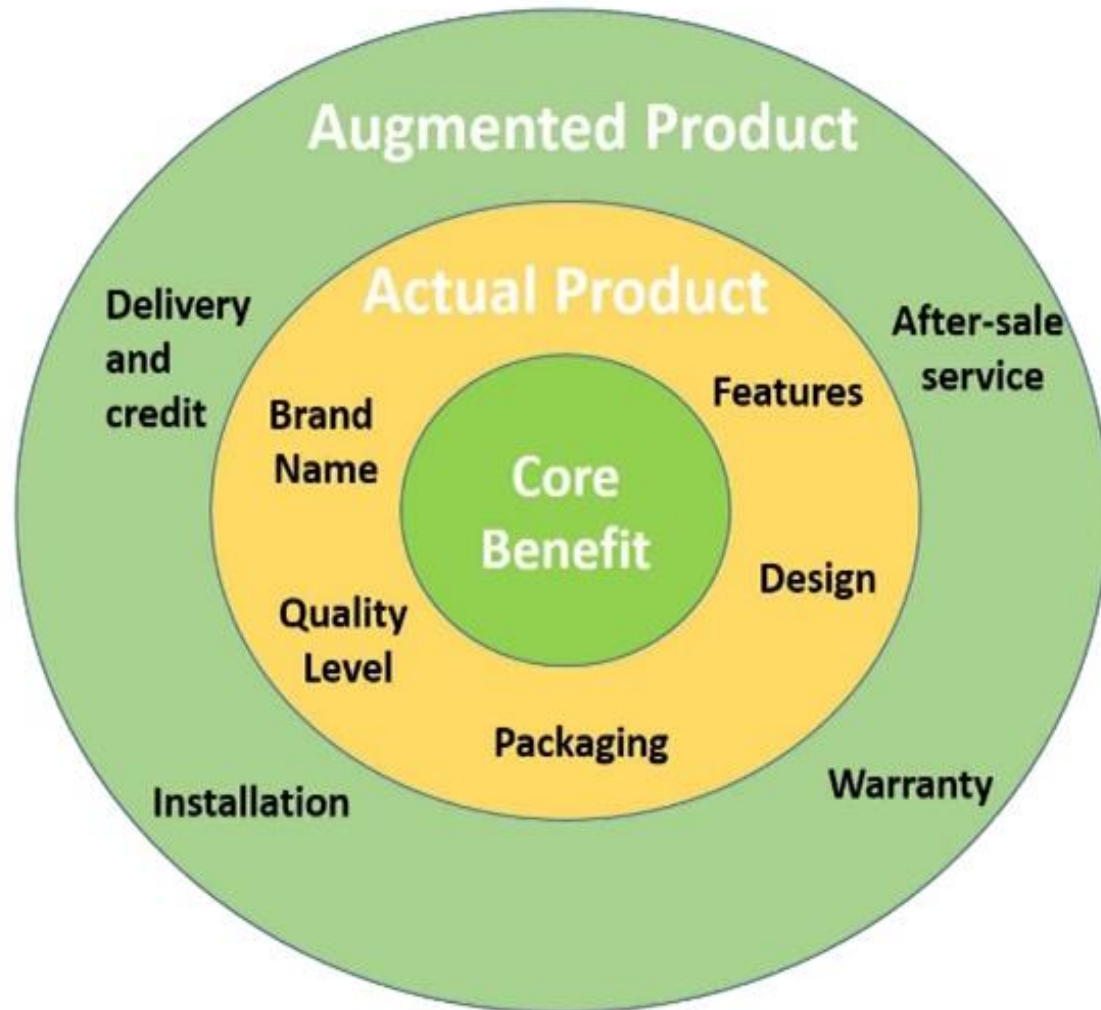 Augmented Product
Actual Product
Delivery
and
credit
After-sale
service
Brand
Name
Features
Core
Benefit
Design
Quality
Level
Packaging
Installation
Warranty